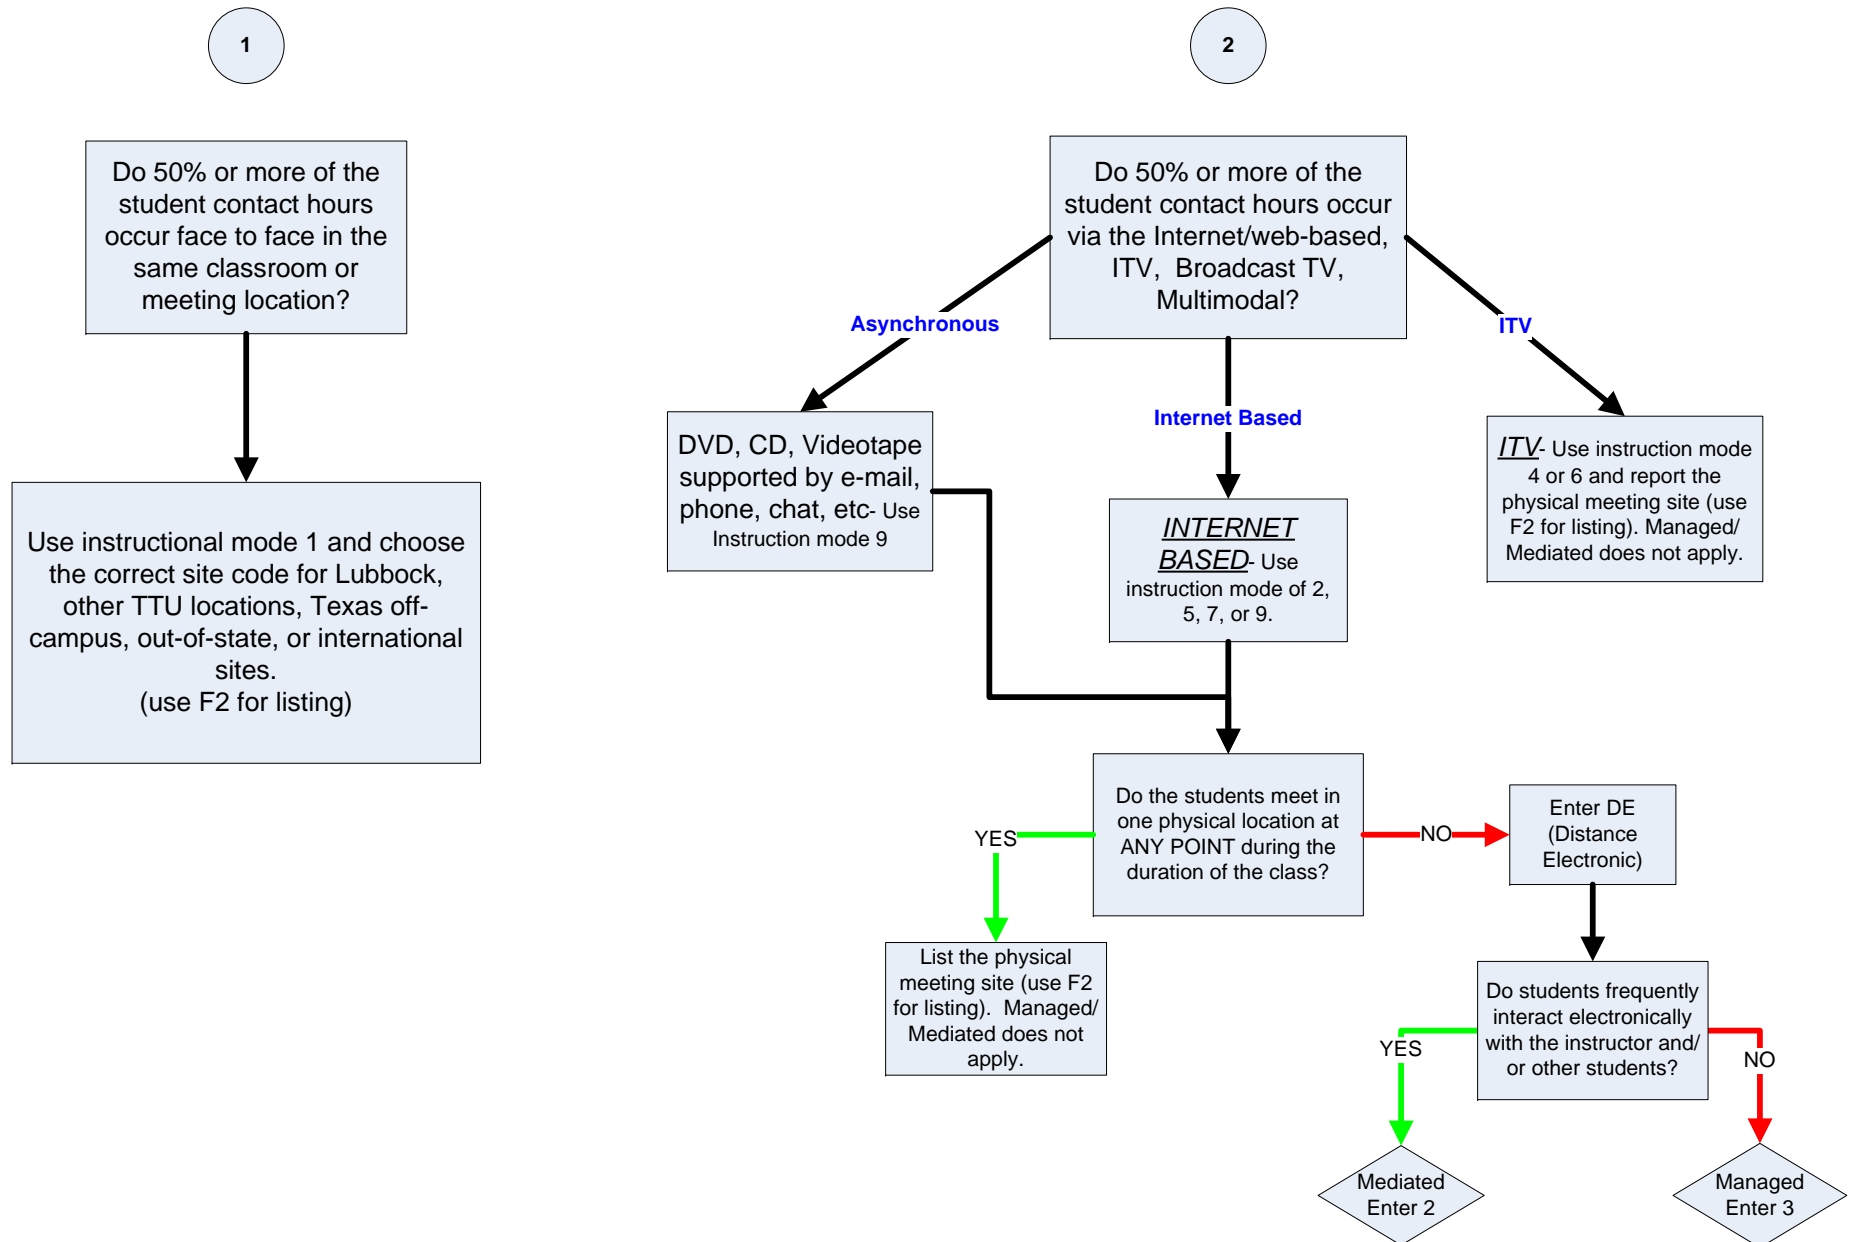 1
Do 50% or more of the
student contact hours
occur face to face in the
same classroom or
meeting location?
Use instructional mode 1 and choose
the correct site code for Lubbock,
other TTU locations, Texas off-
campus, out-of-state, or international
sites.
(use F2 for listing)
2
Do 50% or more of the
student contact hours occur
via the Internet/web-based,
ITV,  Broadcast TV,
Multimodal?
Asynchronous
Internet Based
ITV
DVD, CD, Videotape
supported by e-mail,
phone, chat, etc- Use
Instruction mode 9
INTERNET
BASED- Use
instruction mode of 2,
5, 7, or 9.
ITV- Use instruction mode
4 or 6 and report the
physical meeting site (use
F2 for listing). Managed/
Mediated does not apply.
Do the students meet in
one physical location at
ANY POINT during the
duration of the class?
YES
NO
Enter DE
(Distance
Electronic)
List the physical
meeting site (use F2
for listing).  Managed/
Mediated does not
apply.
Do students frequently
interact electronically
with the instructor and/
or other students?
YES
NO
Mediated
Enter 2
Managed
Enter 3